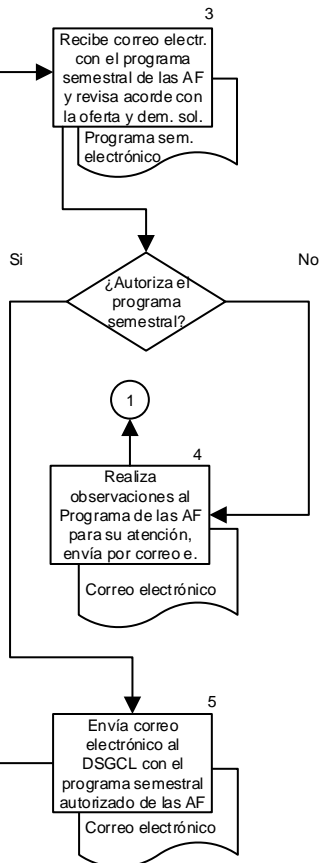 3
Recibe correo electr.
con el programa
semestral de las AF
y revisa acorde con
la oferta y dem. sol.
Programa sem.
electrónico
Si
No
¿Autoriza el
programa
semestral?
1
4
Realiza
observaciones al
Programa de las AF
para su atención,
envía por correo e.
Correo electrónico
5
Envía correo
electrónico al
DSGCL con el
programa semestral
autorizado de las AF
Correo electrónico